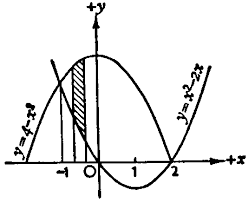 +y
y=4-x²
y=x²-2x
-1
O
1
2
+x